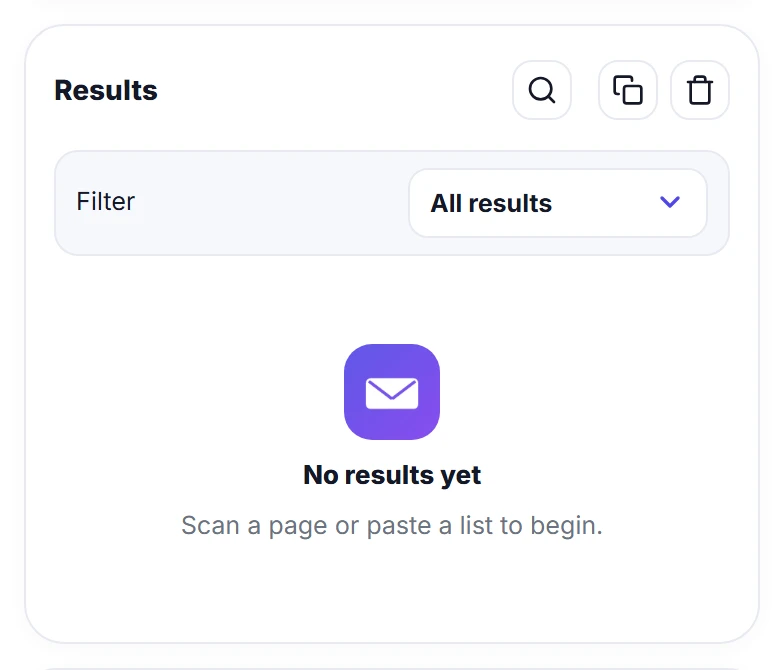 Results
Filter
All results
No results yet
Scan a page or paste a list to begin.